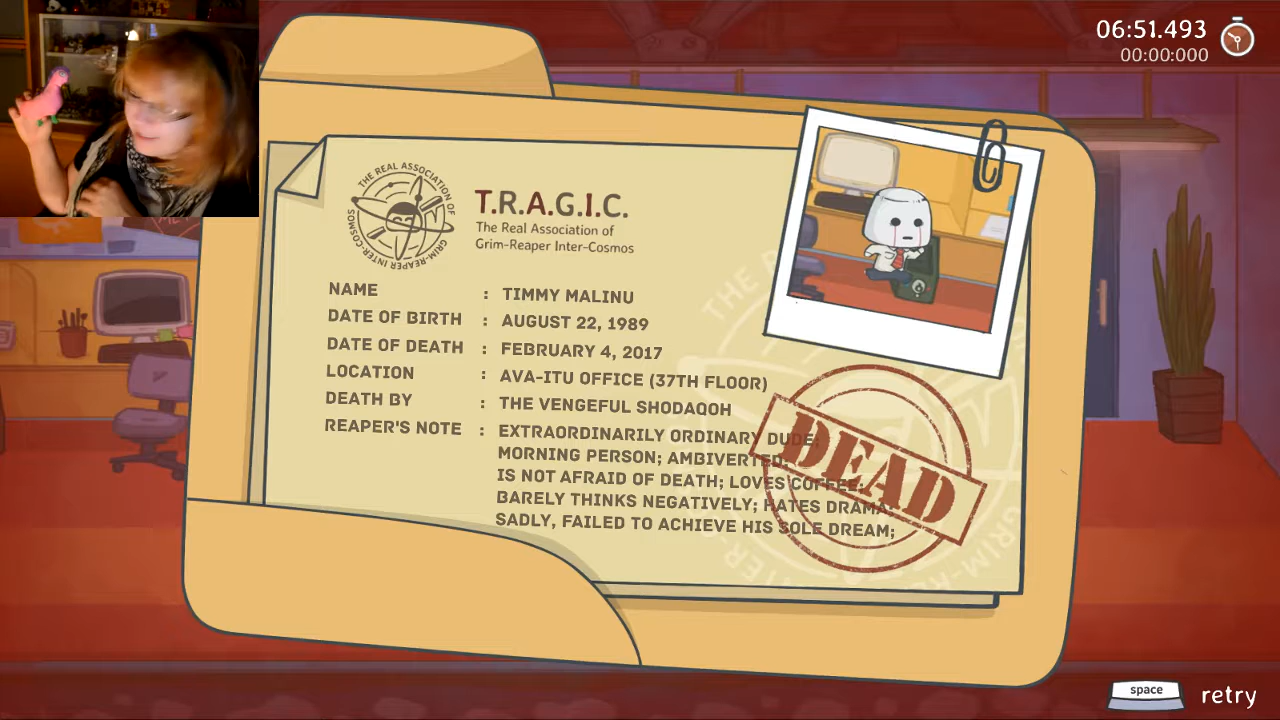 06:51.493
00:00:000
THE REAL ASSOCIATION OF
GRIM-REAPER INTER-COSMOS
T.R.A.G.I.C.
The Real Association of
Grim-Reaper Inter-Cosmos
NAME : TIMMY MALINU
DATE OF BIRTH : AUGUST 22, 1989
DATE OF DEATH : FEBRUARY 4, 2017
LOCATION : AVA-ITU OFFICE (37TH FLOOR)
DEATH BY : THE VENGEFUL SHODAQOH
REAPER'S NOTE : EXTRAORDINARILY ORDINARY DUDE;
MORNING PERSON; AMBIVERTED;
IS NOT AFRAID OF DEATH; LOVES COFFEE;
BARELY THINKS NEGATIVELY; HATES DRAMA;
SADLY, FAILED TO ACHIEVE HIS SOLE DREAM;
DEAD
space retry